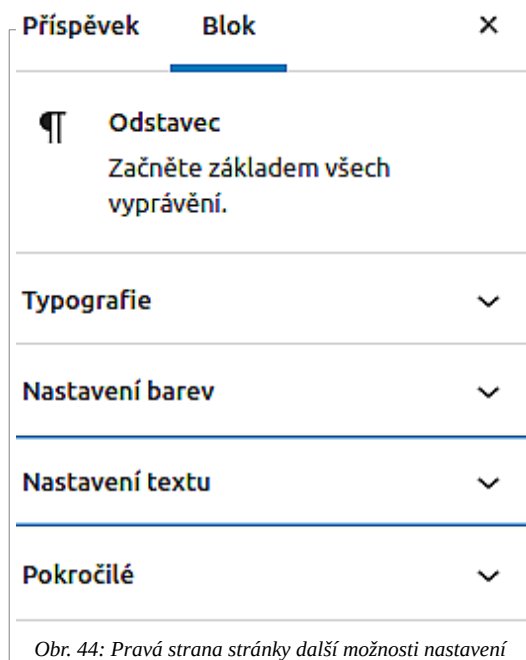 Příspěvek Blok ×
¶ Odstavec
Začněte základem všech
vyprávění.
Typografie
Nastavení barev
Nastavení textu
Pokročilé
Obr. 44: Pravá strana stránky další možnosti nastavení